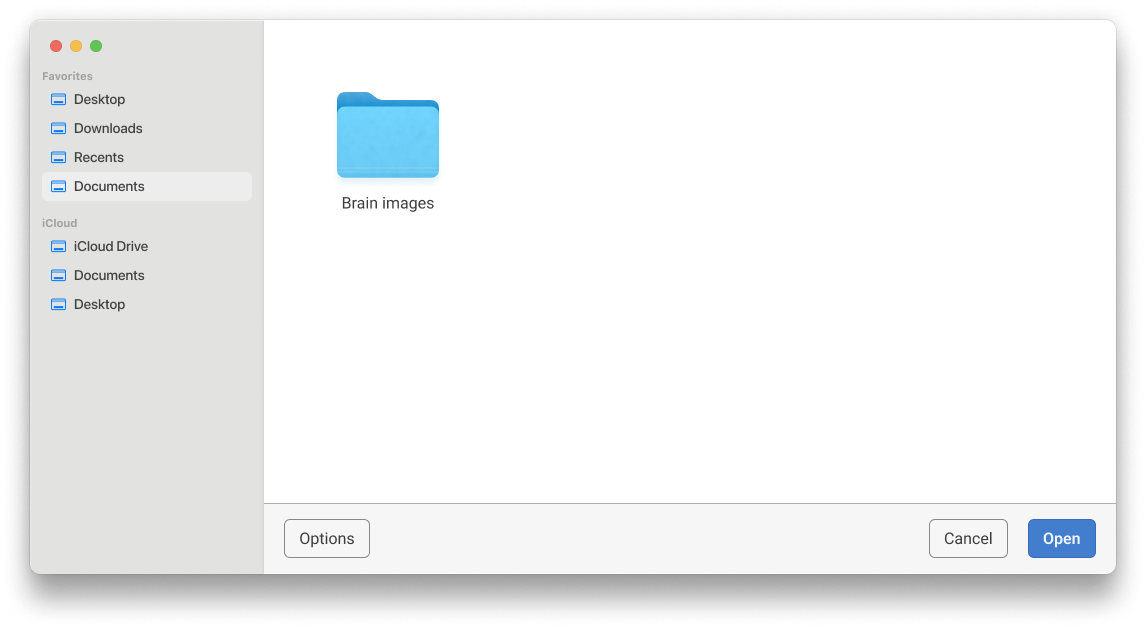 Favorites
Desktop
Downloads
Recents
Documents
iCloud
iCloud Drive
Documents
Desktop
Brain images
Options
Cancel
Open